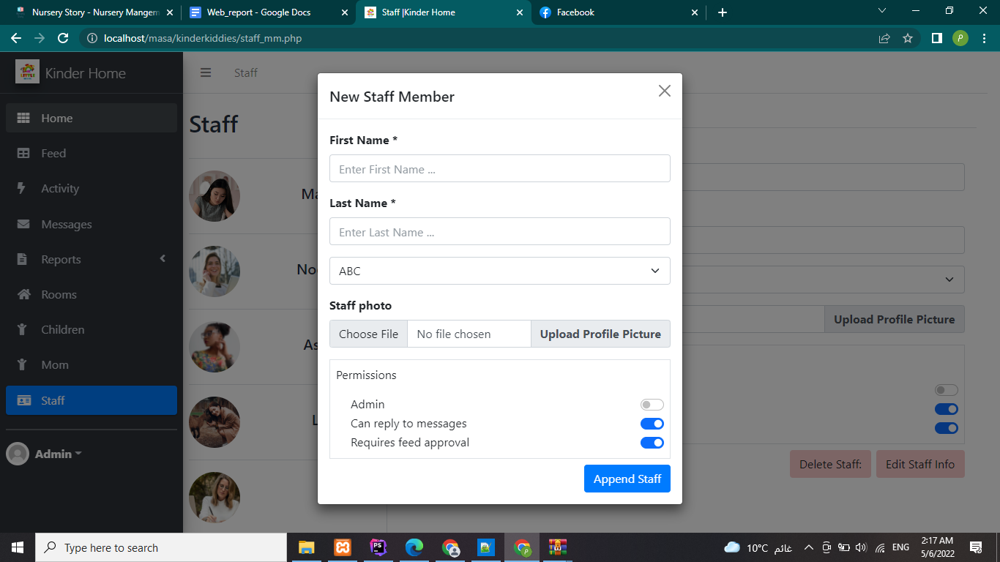 Nursery Story - Nursery Mangem
Web_report - Google Docs
Staff |Kinder Home
Facebook
localhost/masa/kinderkiddies/staff_mm.php
P
Kinder Home
Staff
Home
Feed
Activity
Messages
Reports
Rooms
Children
Mom
Staff
Admin
Staff
Ma
No
As
L
New Staff Member
First Name *
Enter First Name ...
Last Name *
Enter Last Name ...
ABC
Staff photo
Choose File No file chosen Upload Profile Picture
Permissions
Admin
Can reply to messages
Requires feed approval
Append Staff
Upload Profile Picture
Delete Staff: Edit Staff Info
Type here to search
PS
10°C غائم
ENG
2:17 AM
5/6/2022